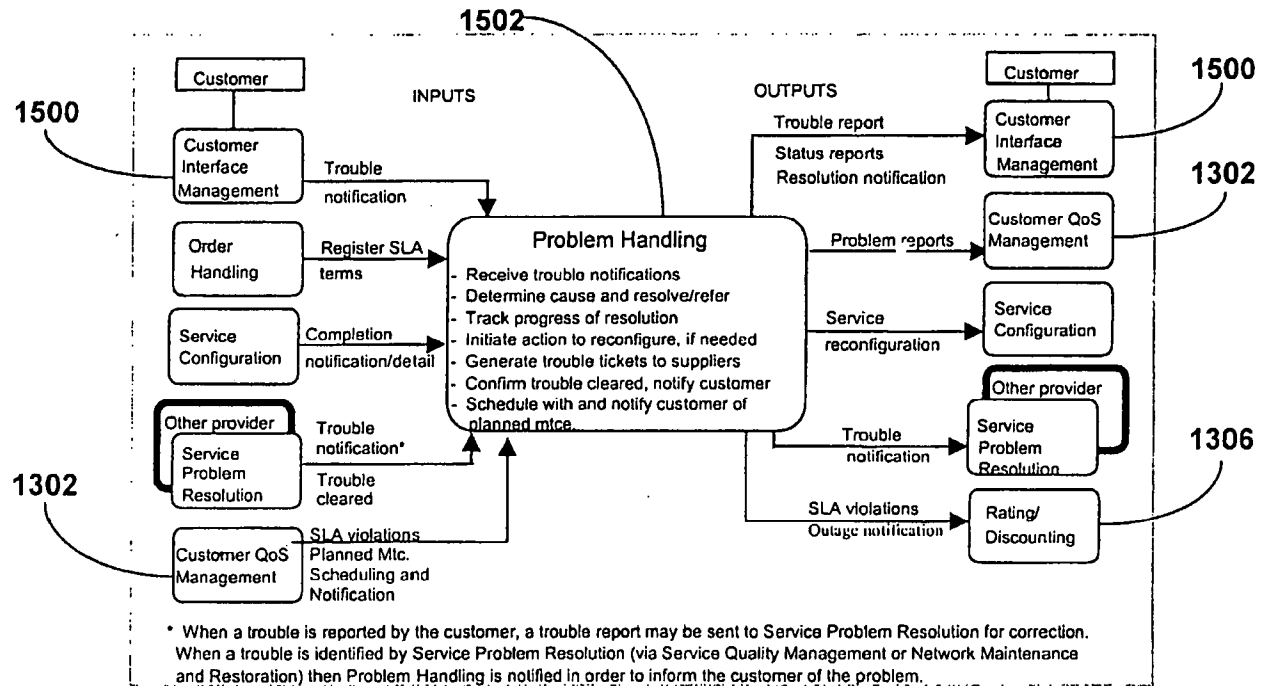 1502
Customer
INPUTS
OUTPUTS
Customer
1500
1500
Customer
Interface
Management
Trouble
notification
Trouble report
Status reports
Resolution notification
Customer
Interface
Management
1302
Order
Handling
Register SLA
terms
Problem Handling
- Receive trouble notifications
- Determine cause and resolve/refer
- Track progress of resolution
- Initiate action to reconfigure, if needed
- Generate trouble tickets to suppliers
- Confirm trouble cleared, notify customer
- Schedule with and notify customer of
planned mtce.
Problem reports
Customer QoS
Management
Service
Configuration
Completion
notification/detail
Service
reconfiguration
Service
Configuration
Other provider
Service
Problem
Resolution
Trouble
notification*
Trouble
cleared
Trouble
notification
Other provider
Service
Problem
Resolution
1306
1302
Customer QoS
Management
SLA violations
Planned Mtc.
Scheduling and
Notification
SLA violations
Outage notification
Rating/
Discounting
* When a trouble is reported by the customer, a trouble report may be sent to Service Problem Resolution for correction.
When a trouble is identified by Service Problem Resolution (via Service Quality Management or Network Maintenance
and Restoration) then Problem Handling is notified in order to inform the customer of the problem.